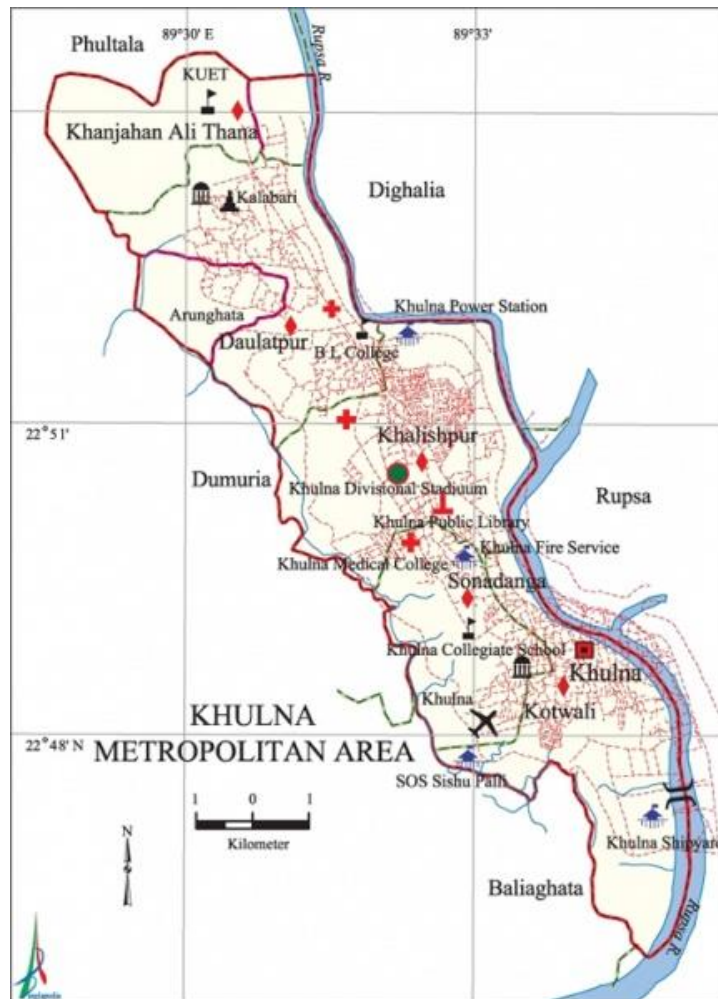 89°30' E
89°33'
Phultala
Rupsa R.
KUET
Khanjahan Ali Thana
Dighalia
Kalabari
Arunghata
Khulna Power Station
Daulatpur
B L College
22°51'
Khalishpur
Dumuria
Khulna Divisional Stadiuum
Rupsa
Khulna Public Library
Khulna Fire Service
Khulna Medical College
Sonadanga
Khulna Collegiate School
Khulna
Khulna
Kotwali
KHULNA
22°48' N
METROPOLITAN AREA
SOS Sishu Palli
1 0 1
Kilometer
Khulna Shipyard
N
Baliaghata
Rupsa R.